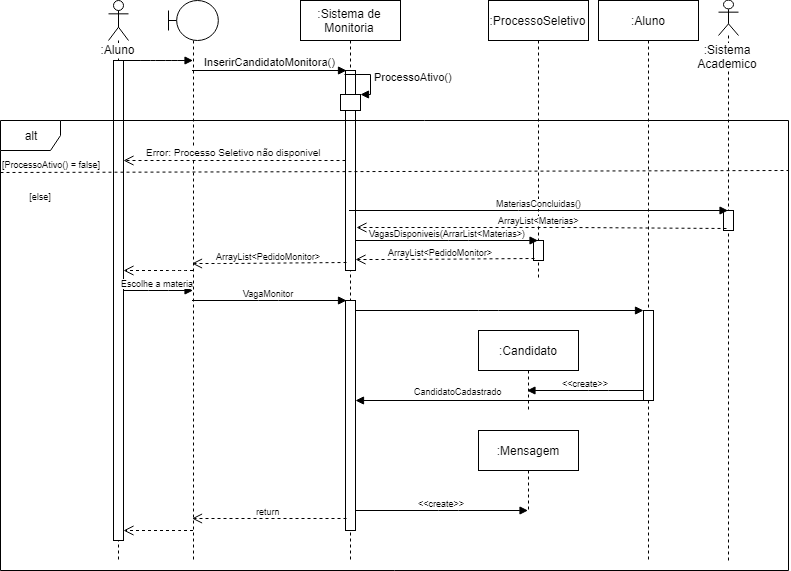 :Aluno
:Sistema de
Monitoria
:ProcessoSeletivo
:Aluno
:Sistema
Academico
InserirCandidatoMonitora()
ProcessoAtivo()
alt
Error: Processo Seletivo não disponivel
[ProcessoAtivo() = false]
[else]
MateriasConcluidas()
ArrayList<Materias>
VagasDisponiveis(ArrarList<Materias>)
ArrayList<PedidoMonitor>
ArrayList<PedidoMonitor>
Escolhe a materia
VagaMonitor
:Candidato
<<create>>
CandidatoCadastrado
:Mensagem
<<create>>
return